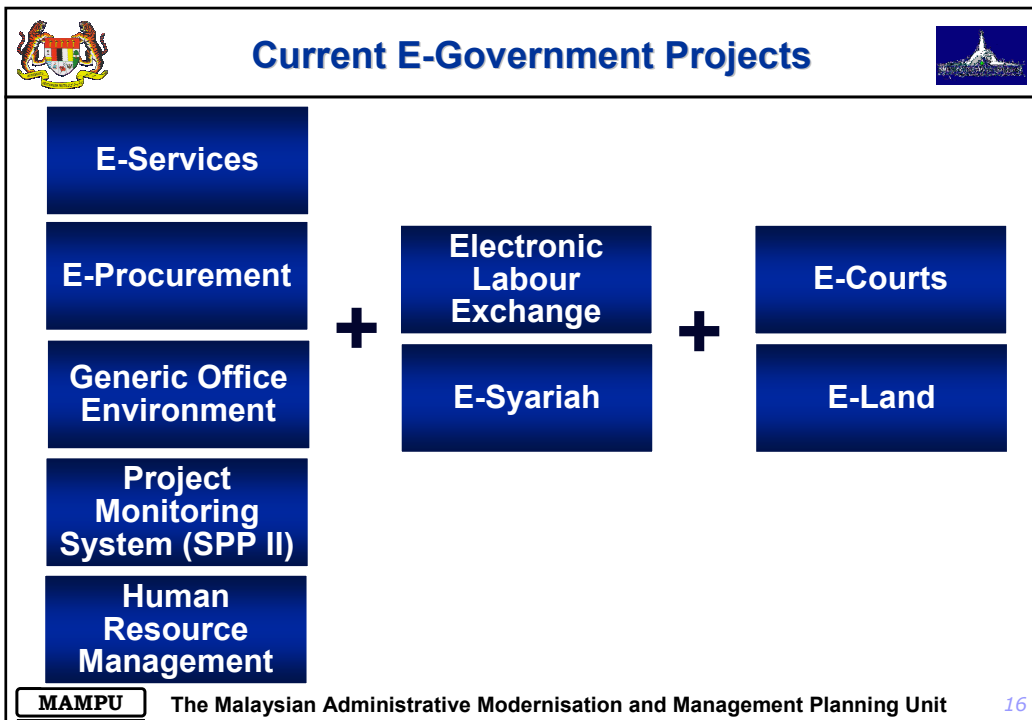 Current E-Government Projects
E-Services
E-Procurement
Generic Office
Environment
Project
Monitoring
System (SPP II)
Human
Resource
Management
+
Electronic
Labour
Exchange
E-Syariah
+
E-Courts
E-Land
MAMPU
The Malaysian Administrative Modernisation and Management Planning Unit
16